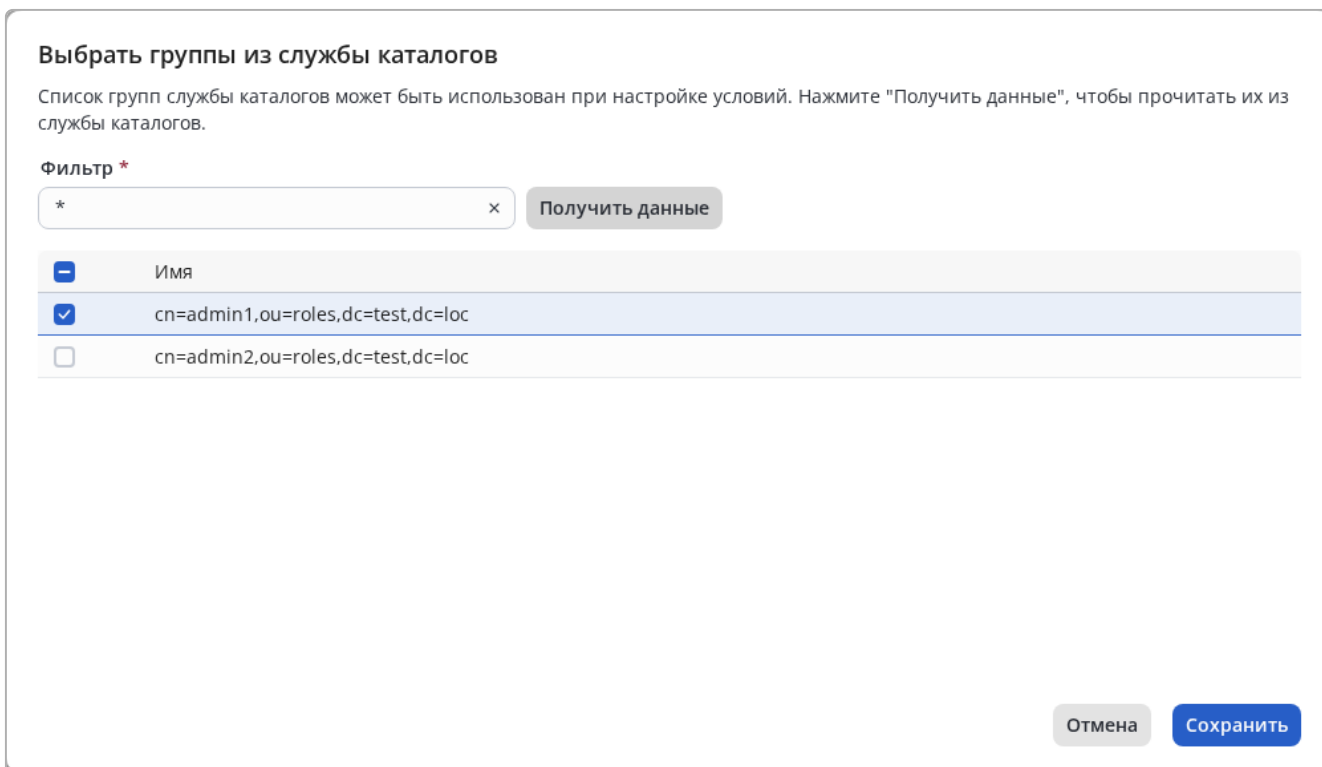 Выбрать группы из службы каталогов
Список групп службы каталогов может быть использован при настройке условий. Нажмите "Получить данные", чтобы прочитать их из
службы каталогов.
Фильтр *
* × Получить данные
Имя
cn=admin1,ou=roles,dc=test,dc=loc
cn=admin2,ou=roles,dc=test,dc=loc
Отмена Сохранить